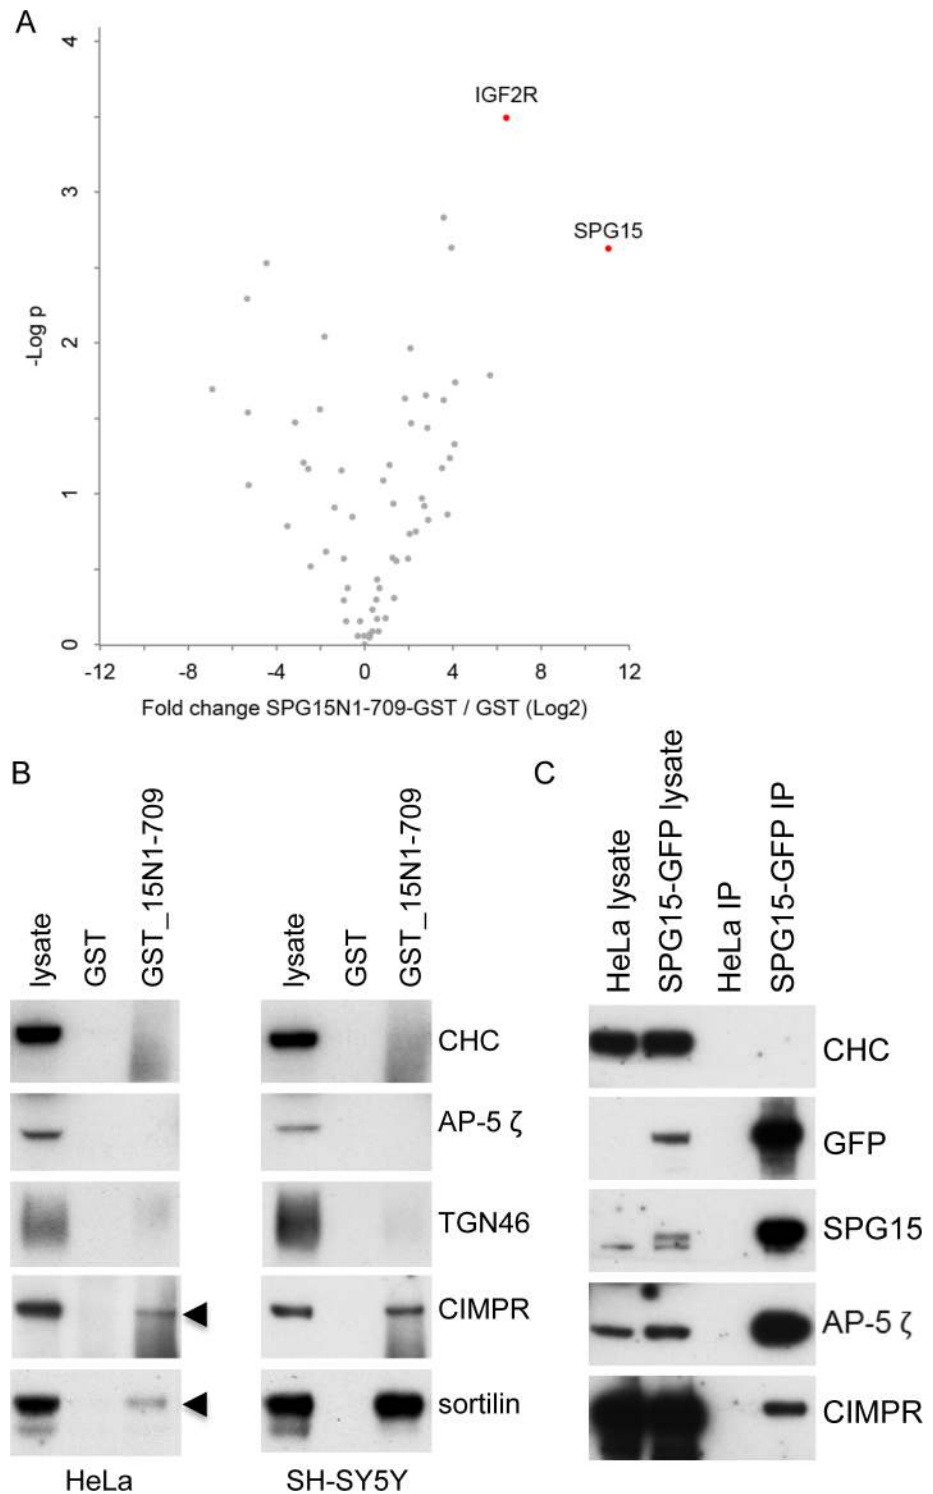 A
4
3
2
1
0
-Log p
IGF2R
SPG15
-12 -8 -4 0 4 8 12
Fold change SPG15N1-709-GST / GST (Log2)
B
lysate
GST
GST_15N1-709
lysate
GST
GST_15N1-709
CHC
AP-5 ζ
TGN46
CIMPR
sortilin
HeLa
SH-SY5Y
C
HeLa lysate
SPG15-GFP lysate
HeLa IP
SPG15-GFP IP
CHC
GFP
SPG15
AP-5 ζ
CIMPR